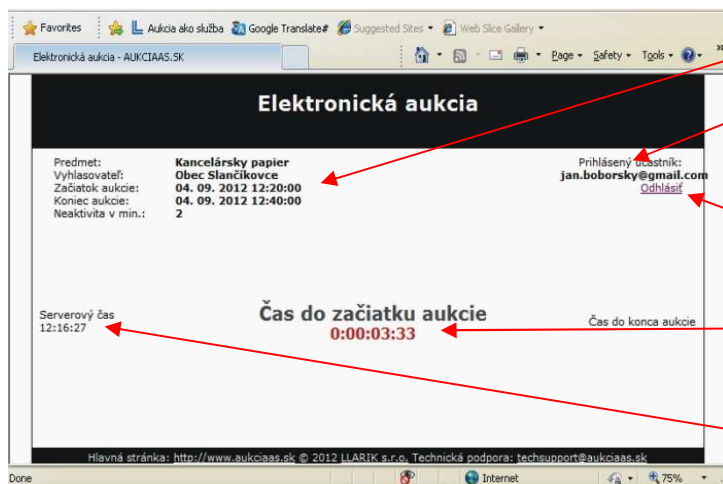 Favorites Aukcia ako služba Google Translate# Suggested Sites Web Slice Gallery
Elektronická aukcia - AUKCIAAS.SK Page Safety Tools »
Elektronická aukcia
Predmet: Kancelársky papier
Vyhlasovateľ: Obec Slančíkovce
Začiatok aukcie: 04. 09. 2012 12:20:00
Koniec aukcie: 04. 09. 2012 12:40:00
Neaktivita v min.: 2
Prihlásený účastník:
jan.boborsky@gmail.com
Odhlásiť
Serverový čas
12:16:27
Čas do začiatku aukcie
0:00:03:33
Čas do konca aukcie
Hlavná stránka: http://www.aukciaas.sk © 2012 LLARIK s.r.o. Technická podpora: techsupport@aukciaas.sk
Done Internet 75%